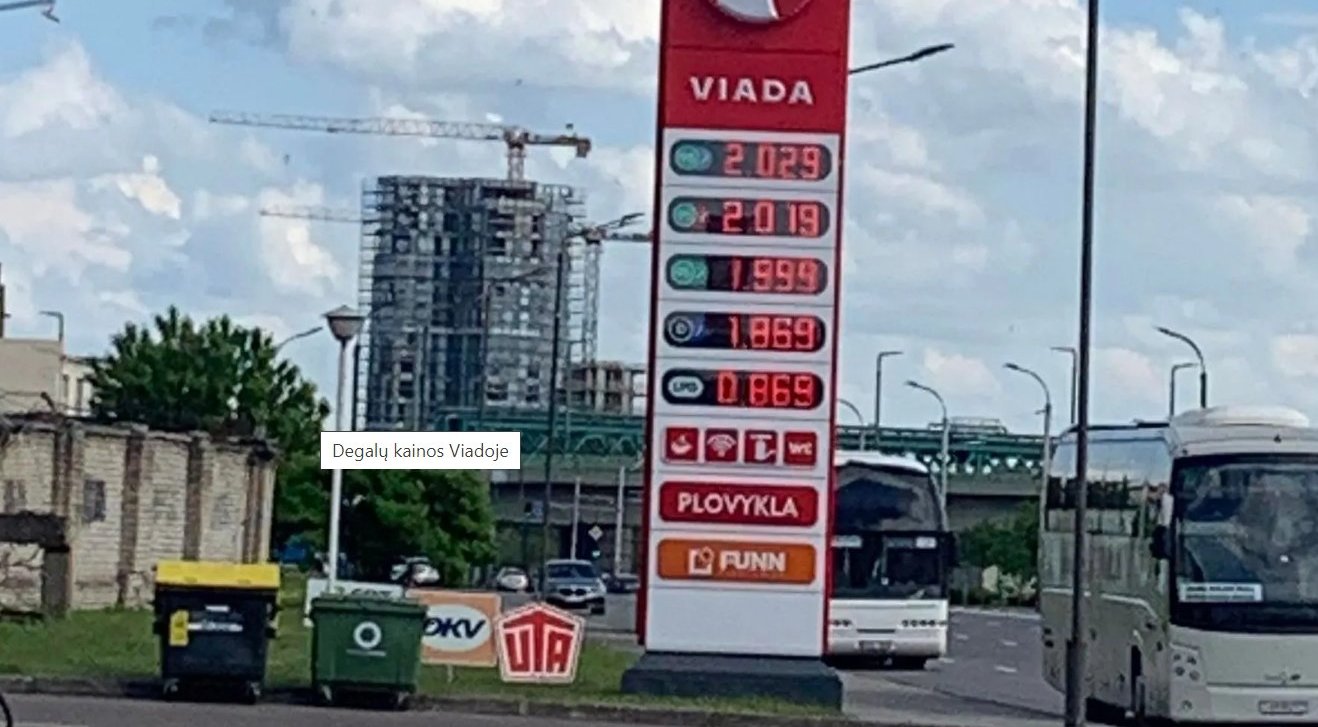 VIADA
2.029
2.019
1.999
1.869
D
0.869
LPG
WC
PLOVYKLA
FUNN
Degalų kainos Viadoje
DKV
UTA